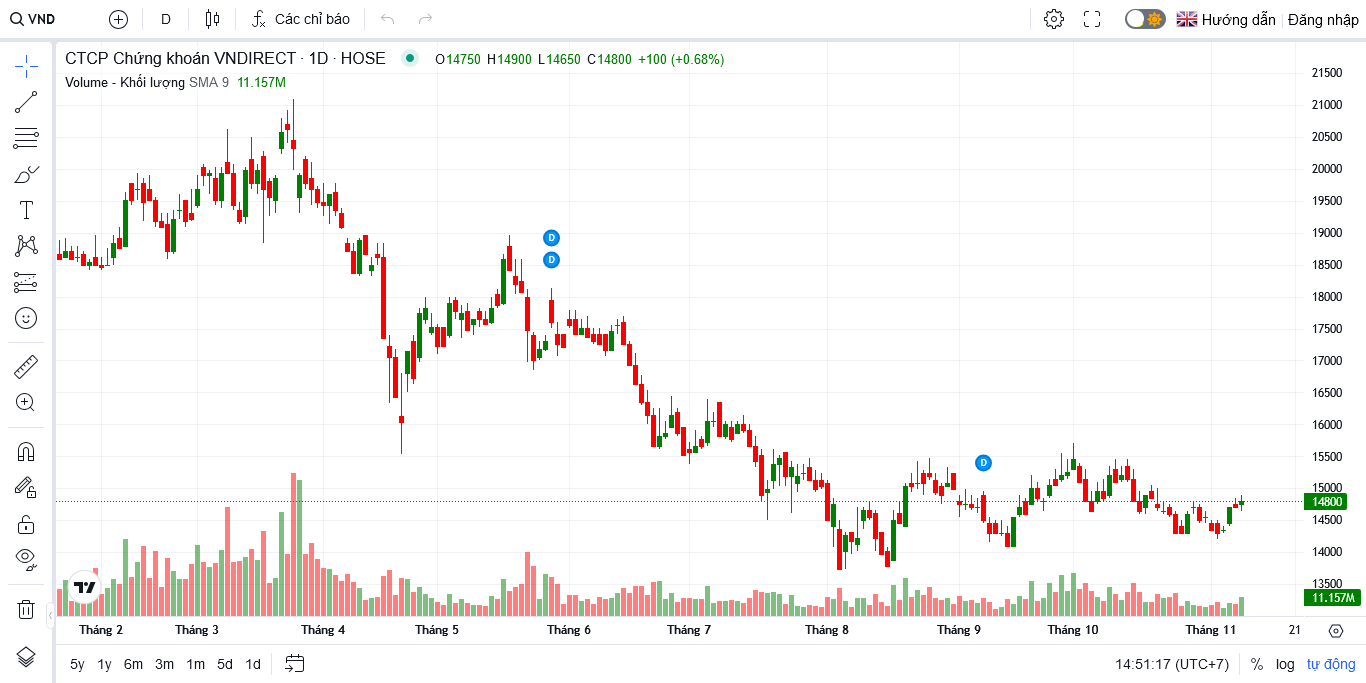 VND D Các chỉ báo Hướng dẫn Đăng nhập
CTCP Chứng khoán VNDIRECT · 1D · HOSE O14750 H14900 L14650 C14800 +100 (+0.68%)
Volume - Khối lượng SMA 9 11.157M
21500
21000
20500
20000
19500
19000
D
D
18500
18000
17500
17000
16500
16000
15500
D
15000
14800
14500
14000
13500
11.157M
Tháng 2 Tháng 3 Tháng 4 Tháng 5 Tháng 6 Tháng 7 Tháng 8 Tháng 9 Tháng 10 Tháng 11 21
5y 1y 6m 3m 1m 5d 1d 14:51:17 (UTC+7) % log tự động